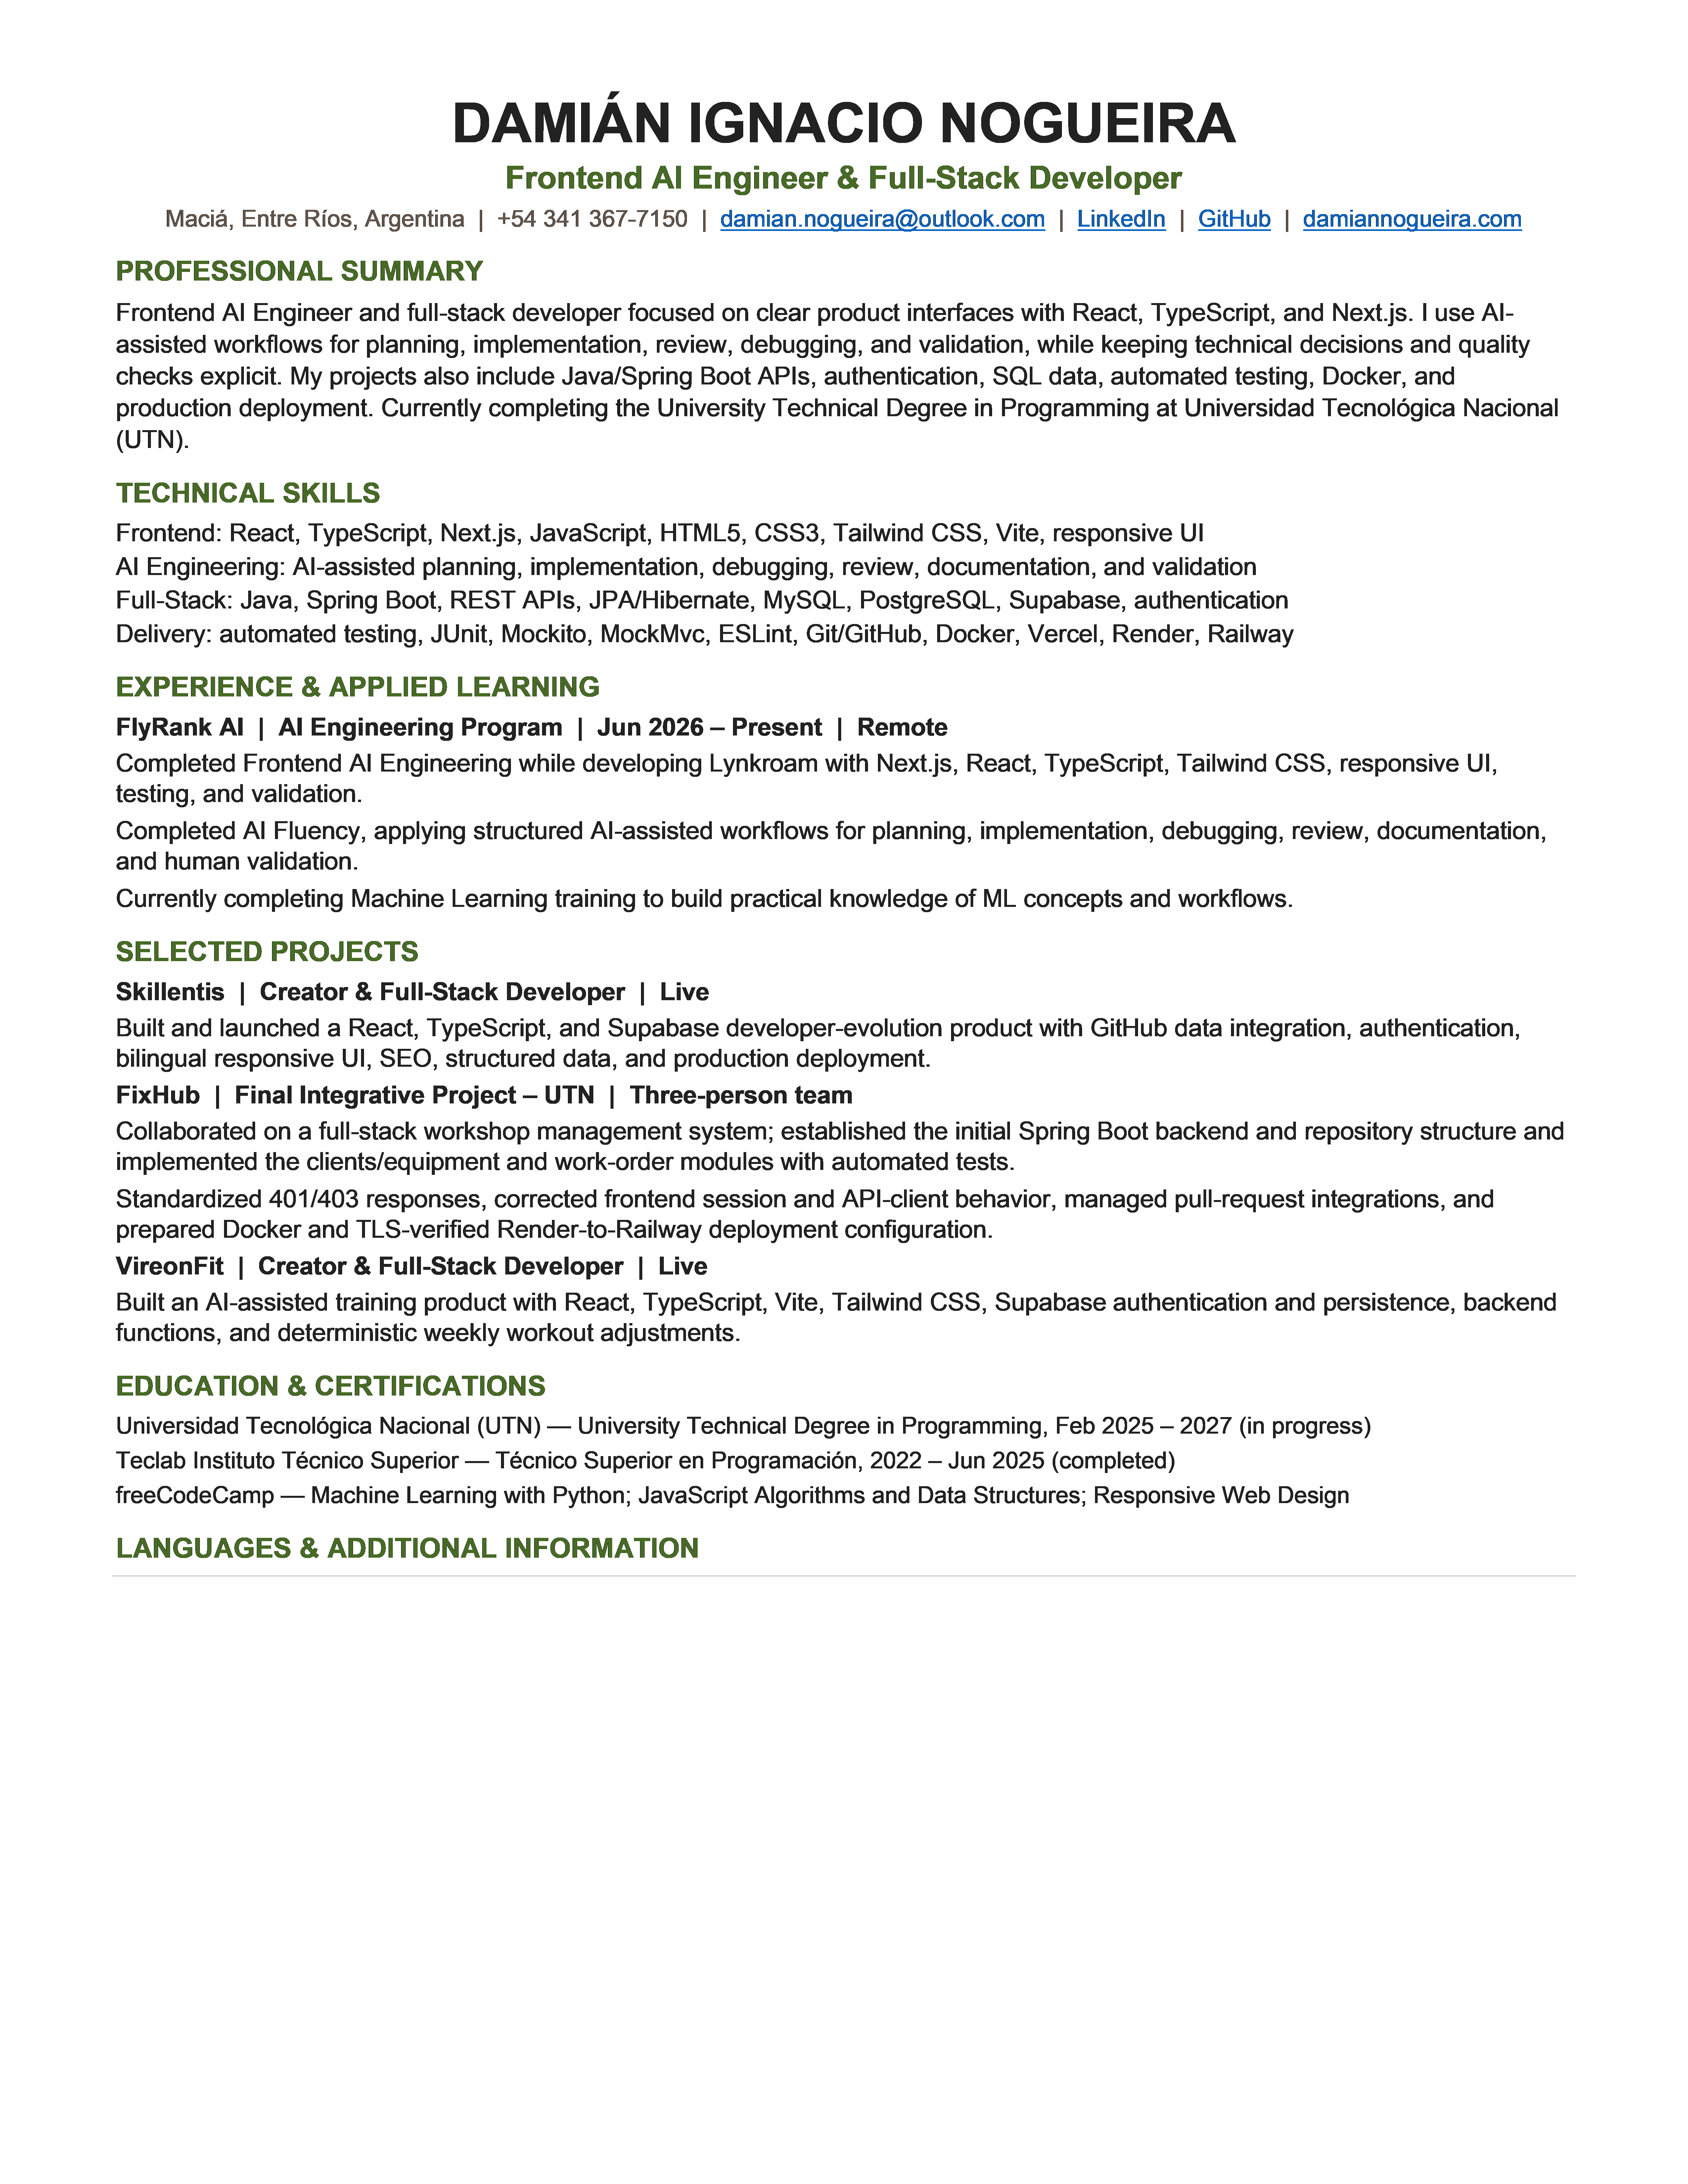 DAMIÁN IGNACIO NOGUEIRA
Frontend AI Engineer & Full-Stack Developer
Maciá, Entre Ríos, Argentina | +54 341 367-7150 | damian.nogueira@outlook.com | LinkedIn | GitHub | damiannogueira.com
PROFESSIONAL SUMMARY
Frontend AI Engineer and full-stack developer focused on clear product interfaces with React, TypeScript, and Next.js. I use AI-
assisted workflows for planning, implementation, review, debugging, and validation, while keeping technical decisions and quality
checks explicit. My projects also include Java/Spring Boot APIs, authentication, SQL data, automated testing, Docker, and
production deployment. Currently completing the University Technical Degree in Programming at Universidad Tecnológica Nacional
(UTN).
TECHNICAL SKILLS
Frontend: React, TypeScript, Next.js, JavaScript, HTML5, CSS3, Tailwind CSS, Vite, responsive UI
AI Engineering: AI-assisted planning, implementation, debugging, review, documentation, and validation
Full-Stack: Java, Spring Boot, REST APIs, JPA/Hibernate, MySQL, PostgreSQL, Supabase, authentication
Delivery: automated testing, JUnit, Mockito, MockMvc, ESLint, Git/GitHub, Docker, Vercel, Render, Railway
EXPERIENCE & APPLIED LEARNING
FlyRank AI | AI Engineering Program | Jun 2026 – Present | Remote
Completed Frontend AI Engineering while developing Lynkroam with Next.js, React, TypeScript, Tailwind CSS, responsive UI,
testing, and validation.
Completed AI Fluency, applying structured AI-assisted workflows for planning, implementation, debugging, review, documentation,
and human validation.
Currently completing Machine Learning training to build practical knowledge of ML concepts and workflows.
SELECTED PROJECTS
Skillentis | Creator & Full-Stack Developer | Live
Built and launched a React, TypeScript, and Supabase developer-evolution product with GitHub data integration, authentication,
bilingual responsive UI, SEO, structured data, and production deployment.
FixHub | Final Integrative Project – UTN | Three-person team
Collaborated on a full-stack workshop management system; established the initial Spring Boot backend and repository structure and
implemented the clients/equipment and work-order modules with automated tests.
Standardized 401/403 responses, corrected frontend session and API-client behavior, managed pull-request integrations, and
prepared Docker and TLS-verified Render-to-Railway deployment configuration.
VireonFit | Creator & Full-Stack Developer | Live
Built an AI-assisted training product with React, TypeScript, Vite, Tailwind CSS, Supabase authentication and persistence, backend
functions, and deterministic weekly workout adjustments.
EDUCATION & CERTIFICATIONS
Universidad Tecnológica Nacional (UTN) — University Technical Degree in Programming, Feb 2025 – 2027 (in progress)
Teclab Instituto Técnico Superior — Técnico Superior en Programación, 2022 – Jun 2025 (completed)
freeCodeCamp — Machine Learning with Python; JavaScript Algorithms and Data Structures; Responsive Web Design
LANGUAGES & ADDITIONAL INFORMATION